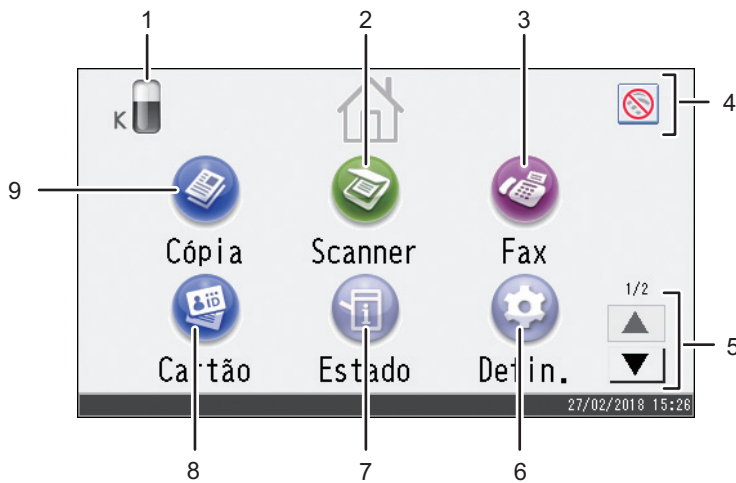 1 2 3
K
4
9
Cópia Scanner Fax
ID
1/2
5
Cartão Estado Defin.
27/02/2018 15:26
8 7 6